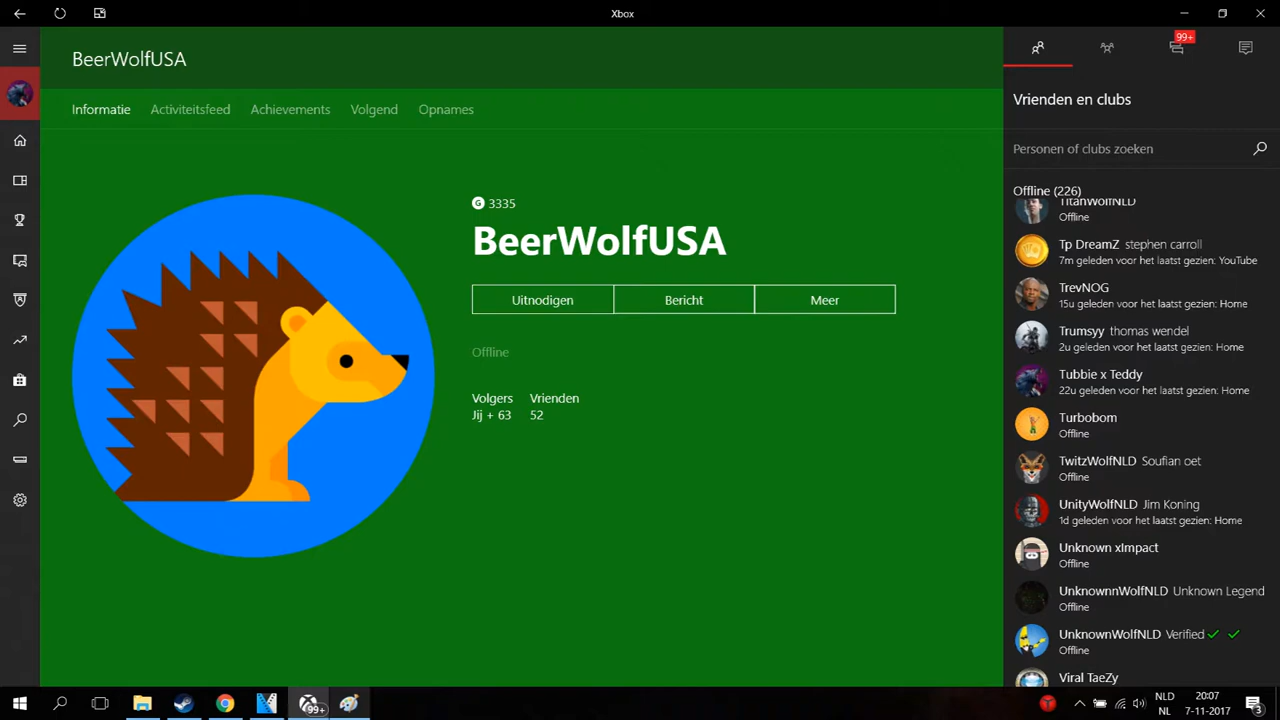 Xbox
BeerWolfUSA
Informatie Activiteitsfeed Achievements Volgend Opnames
G 3335
BeerWolfUSA
Uitnodigen Bericht Meer
Offline
Volgers Vrienden
Jij + 63 52
99+
Vrienden en clubs
Personen of clubs zoeken
Offline (226)
TitanWolfNLD
Offline
Tp DreamZ stephen carroll
7m geleden voor het laatst gezien: YouTube
TrevNOG
15u geleden voor het laatst gezien: Home
Trumsyy thomas wendel
2u geleden voor het laatst gezien: Home
Tubbie x Teddy
22u geleden voor het laatst gezien: Home
Turbobom
Offline
TwitzWolfNLD Soufian oet
Offline
UnityWolfNLD Jim Koning
1d geleden voor het laatst gezien: Home
Unknown xImpact
Offline
UnknownnWolfNLD Unknown Legend
Offline
UnknownWolfNLD Verified
Offline
Viral TaeZy
99+
NLD 20:07
NL 7-11-2017
3